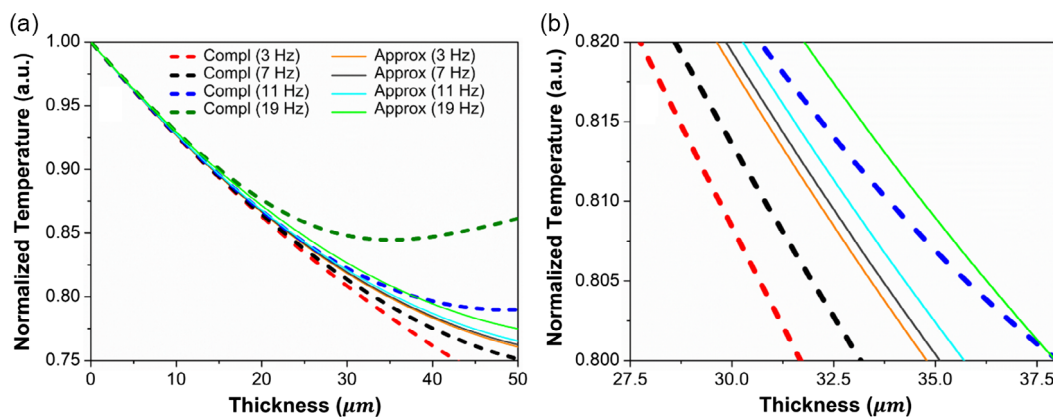 (a)
Normalized Temperature (a.u.)
1.00
0.95
0.90
0.85
0.80
0.75
Compl (3 Hz)
Compl (7 Hz)
Compl (11 Hz)
Compl (19 Hz)
Approx (3 Hz)
Approx (7 Hz)
Approx (11 Hz)
Approx (19 Hz)
0
10
20
30
40
50
Thickness (μm)
(b)
Normalized Temperature (a.u.)
0.820
0.815
0.810
0.805
0.800
27.5
30.0
32.5
35.0
37.5
Thickness (μm)